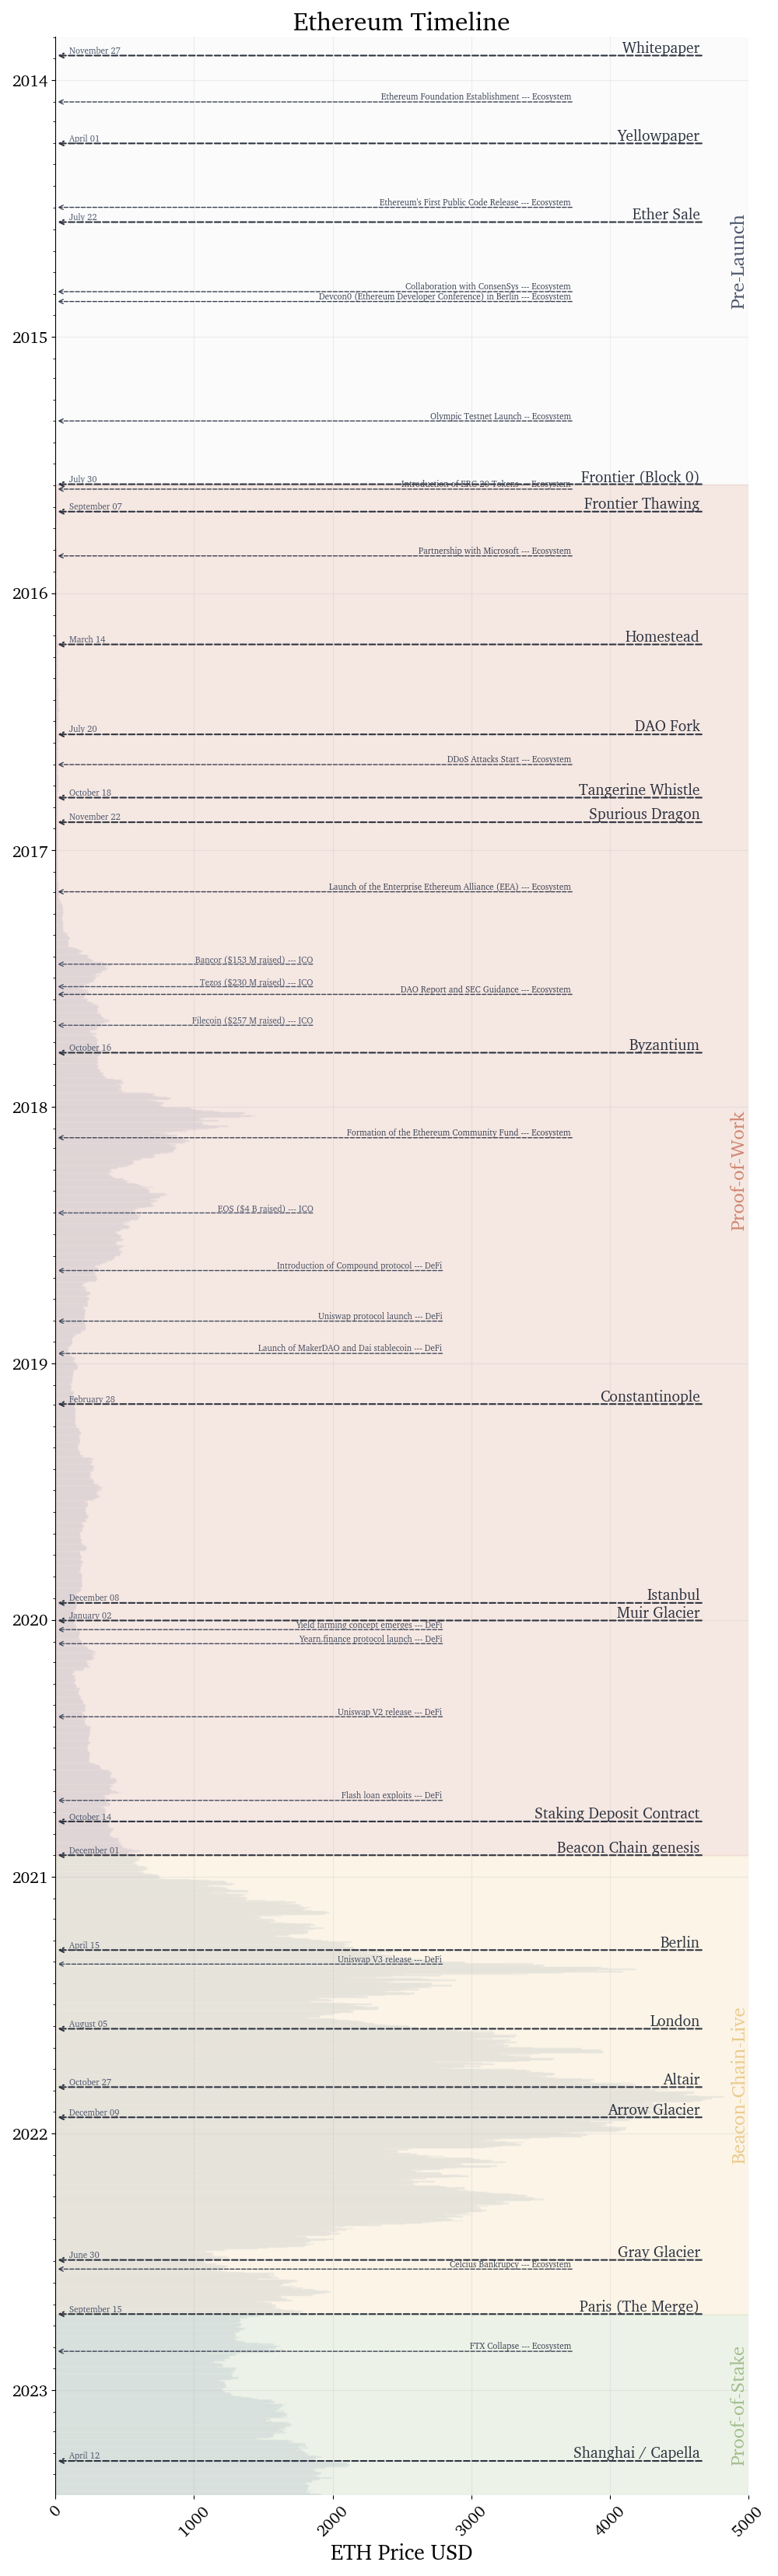 Ethereum Timeline
November 27 Whitepaper
2014
Ethereum Foundation Establishment --- Ecosystem
April 01 Yellowpaper
Ethereum's First Public Code Release --- Ecosystem
July 22 Ether Sale
Pre-Launch
Collaboration with ConsenSys --- Ecosystem
Devcon0 (Ethereum Developer Conference) in Berlin --- Ecosystem
2015
Olympic Testnet Launch -- Ecosystem
July 30 Frontier (Block 0)
Introduction of ERC-20 Tokens --- Ecosystem
September 07 Frontier Thawing
Partnership with Microsoft --- Ecosystem
2016
March 14 Homestead
July 20 DAO Fork
DDoS Attacks Start --- Ecosystem
October 18 Tangerine Whistle
November 22 Spurious Dragon
2017
Launch of the Enterprise Ethereum Alliance (EEA) --- Ecosystem
Bancor ($153 M raised) --- ICO
Tezos ($230 M raised) --- ICO
DAO Report and SEC Guidance --- Ecosystem
Filecoin ($257 M raised) --- ICO
October 16 Byzantium
2018
Formation of the Ethereum Community Fund --- Ecosystem
Proof-of-Work
EOS ($4 B raised) --- ICO
Introduction of Compound protocol --- DeFi
Uniswap protocol launch --- DeFi
Launch of MakerDAO and Dai stablecoin --- DeFi
2019
February 28 Constantinople
December 08 Istanbul
January 02 Muir Glacier
2020
Yield farming concept emerges --- DeFi
Yearn.finance protocol launch --- DeFi
Uniswap V2 release --- DeFi
Flash loan exploits --- DeFi
October 14 Staking Deposit Contract
December 01 Beacon Chain genesis
2021
April 15 Berlin
Uniswap V3 release --- DeFi
August 05 London
Beacon-Chain-Live
October 27 Altair
December 09 Arrow Glacier
2022
June 30 Gray Glacier
Celcius Bankrupcy --- Ecosystem
September 15 Paris (The Merge)
FTX Collapse --- Ecosystem
Proof-of-Stake
2023
April 12 Shanghai / Capella
0 1000 2000 3000 4000 5000
ETH Price USD